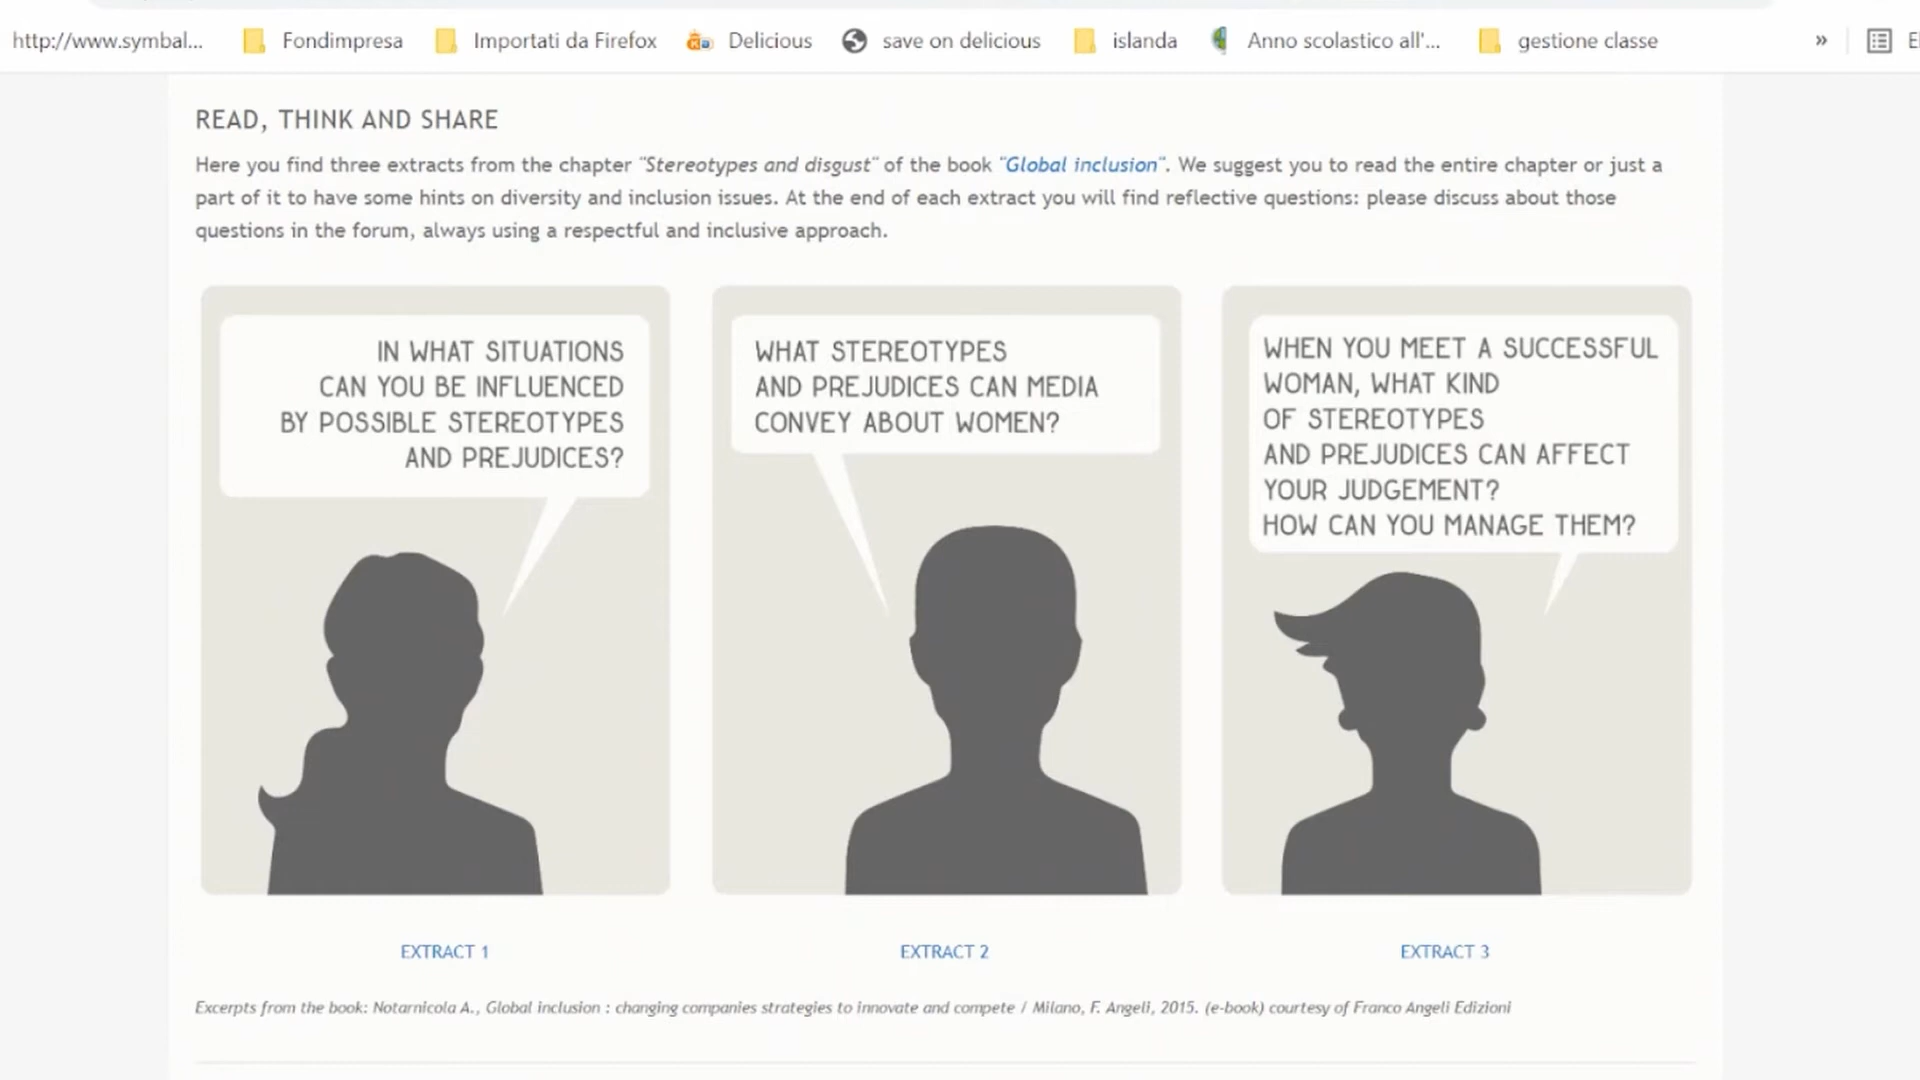 http://www.symbal... Fondimpresa Importati da Firefox Delicious save on delicious islanda Anno scolastico all'... gestione classe »
READ, THINK AND SHARE
Here you find three extracts from the chapter "Stereotypes and disgust" of the book "Global inclusion". We suggest you to read the entire chapter or just a
part of it to have some hints on diversity and inclusion issues. At the end of each extract you will find reflective questions: please discuss about those
questions in the forum, always using a respectful and inclusive approach.
IN WHAT SITUATIONS
CAN YOU BE INFLUENCED
BY POSSIBLE STEREOTYPES
AND PREJUDICES?
WHAT STEREOTYPES
AND PREJUDICES CAN MEDIA
CONVEY ABOUT WOMEN?
WHEN YOU MEET A SUCCESSFUL
WOMAN, WHAT KIND
OF STEREOTYPES
AND PREJUDICES CAN AFFECT
YOUR JUDGEMENT?
HOW CAN YOU MANAGE THEM?
EXTRACT 1
EXTRACT 2
EXTRACT 3
Excerpts from the book: Notarnicola A., Global inclusion : changing companies strategies to innovate and compete / Milano, F. Angeli, 2015. (e-book) courtesy of Franco Angeli Edizioni